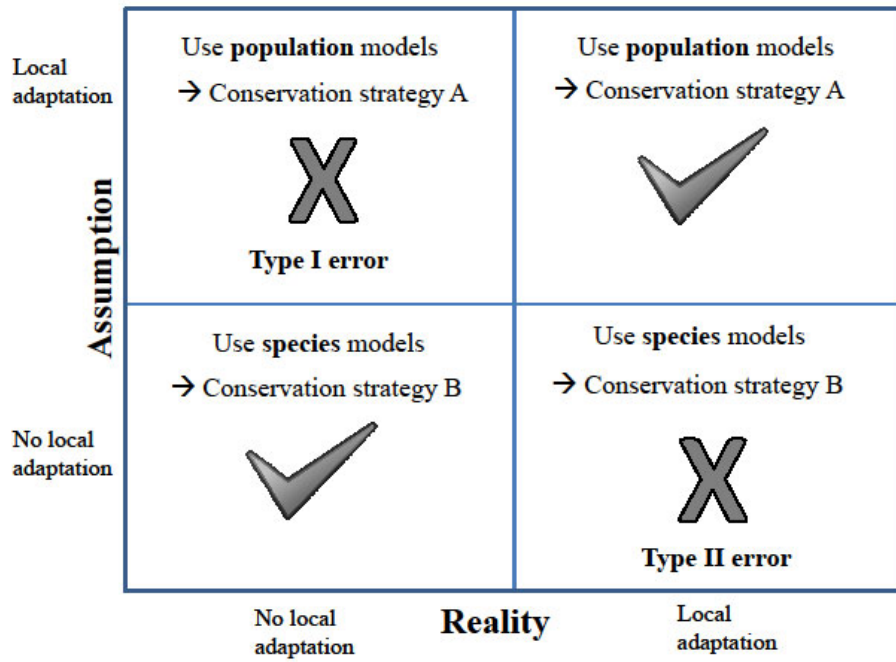 Use population models
→ Conservation strategy A
Use population models
→ Conservation strategy A
Local
adaptation
Type I error
Assumption
Use species models
→ Conservation strategy B
Use species models
→ Conservation strategy B
No local
adaptation
Type II error
No local
adaptation
Reality
Local
adaptation